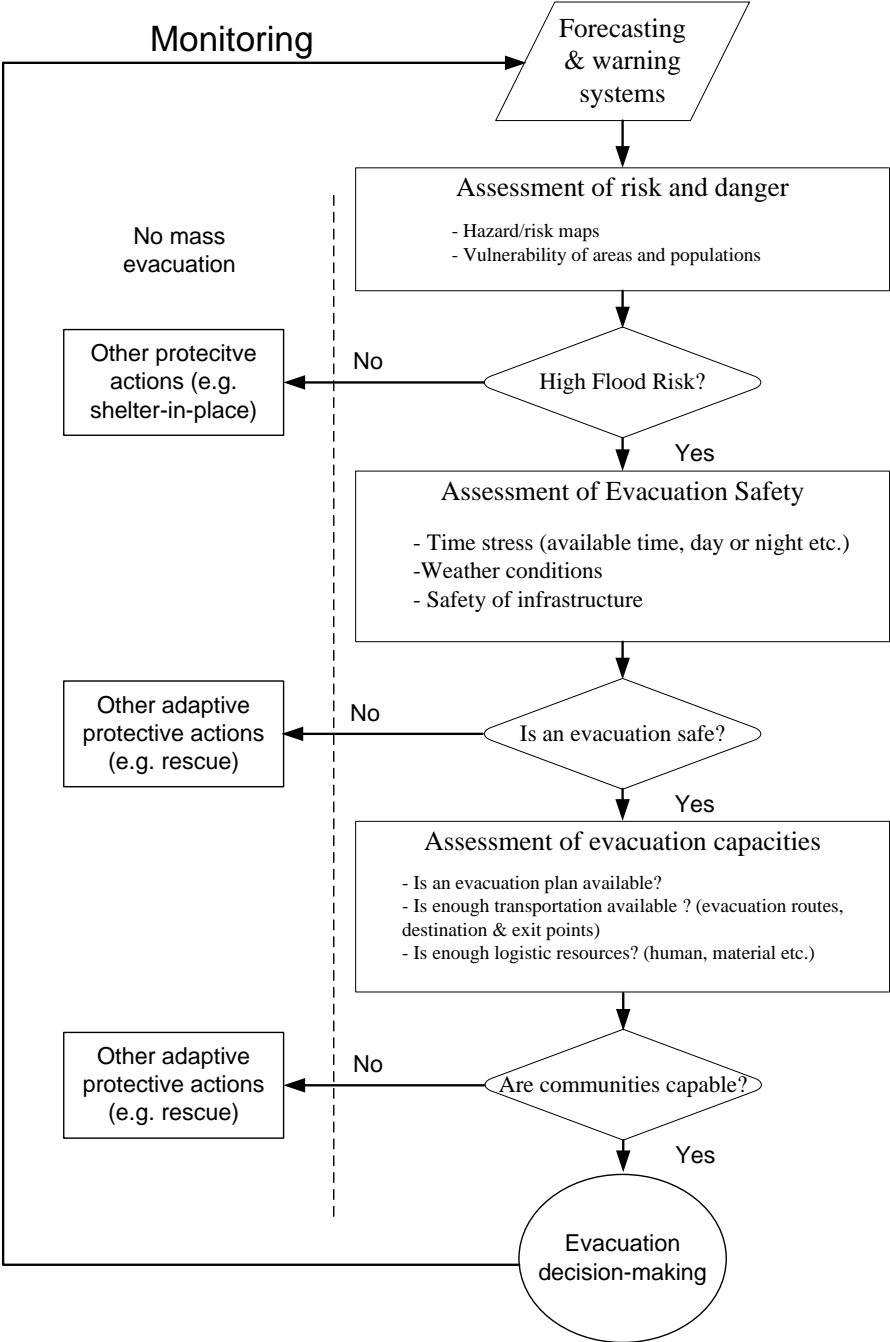 Monitoring
Forecasting
& warning
systems
Assessment of risk and danger
- Hazard/risk maps
- Vulnerability of areas and populations
No mass
evacuation
Other protecitve
actions (e.g.
shelter-in-place)
No
High Flood Risk?
Yes
Assessment of Evacuation Safety
- Time stress (available time, day or night etc.)
-Weather conditions
- Safety of infrastructure
Other adaptive
protective actions
(e.g. rescue)
No
Is an evacuation safe?
Yes
Assessment of evacuation capacities
- Is an evacuation plan available?
- Is enough transportation available ? (evacuation routes,
destination & exit points)
- Is enough logistic resources? (human, material etc.)
Other adaptive
protective actions
(e.g. rescue)
No
Are communities capable?
Yes
Evacuation
decision-making